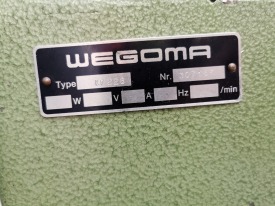 WEGOMA
Type Nr.
W V A Hz /min